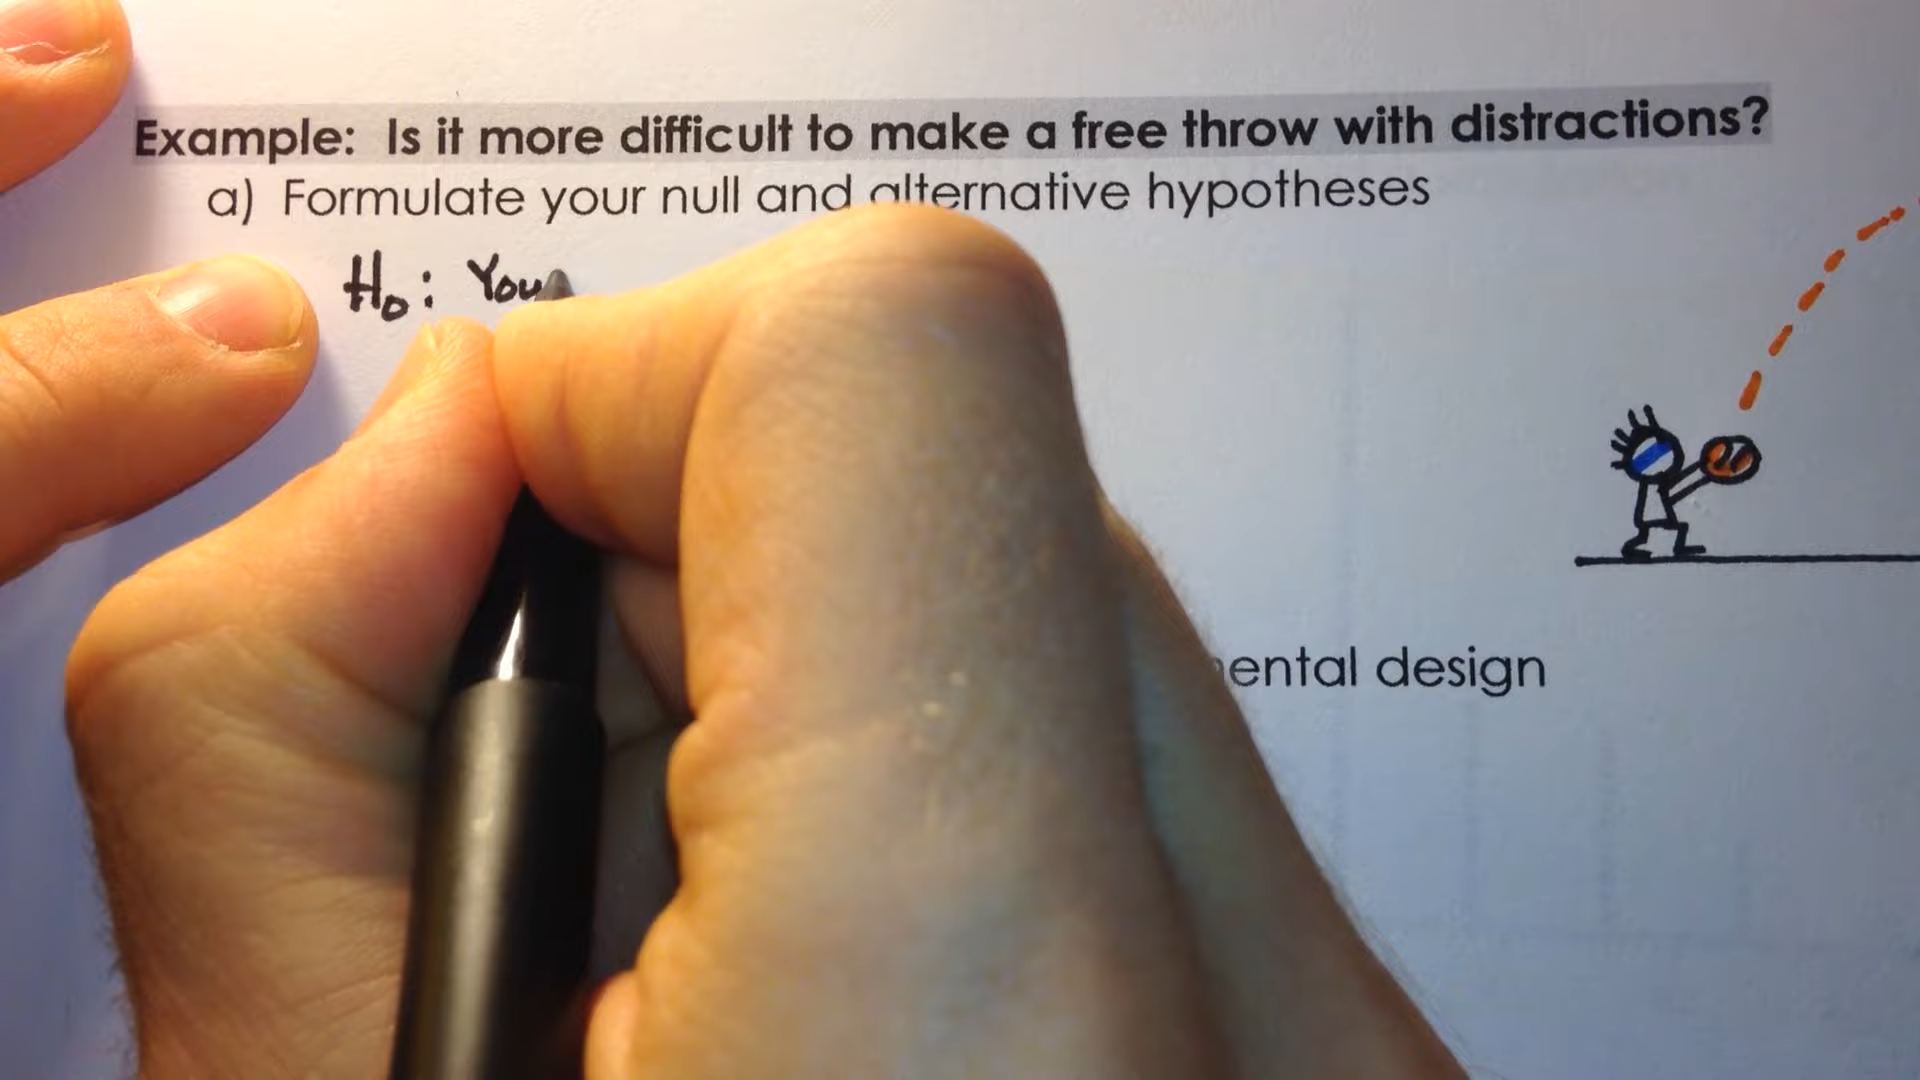 Example: Is it more difficult to make a free throw with distractions?
a) Formulate your null and alternative hypotheses
H₀: You
design